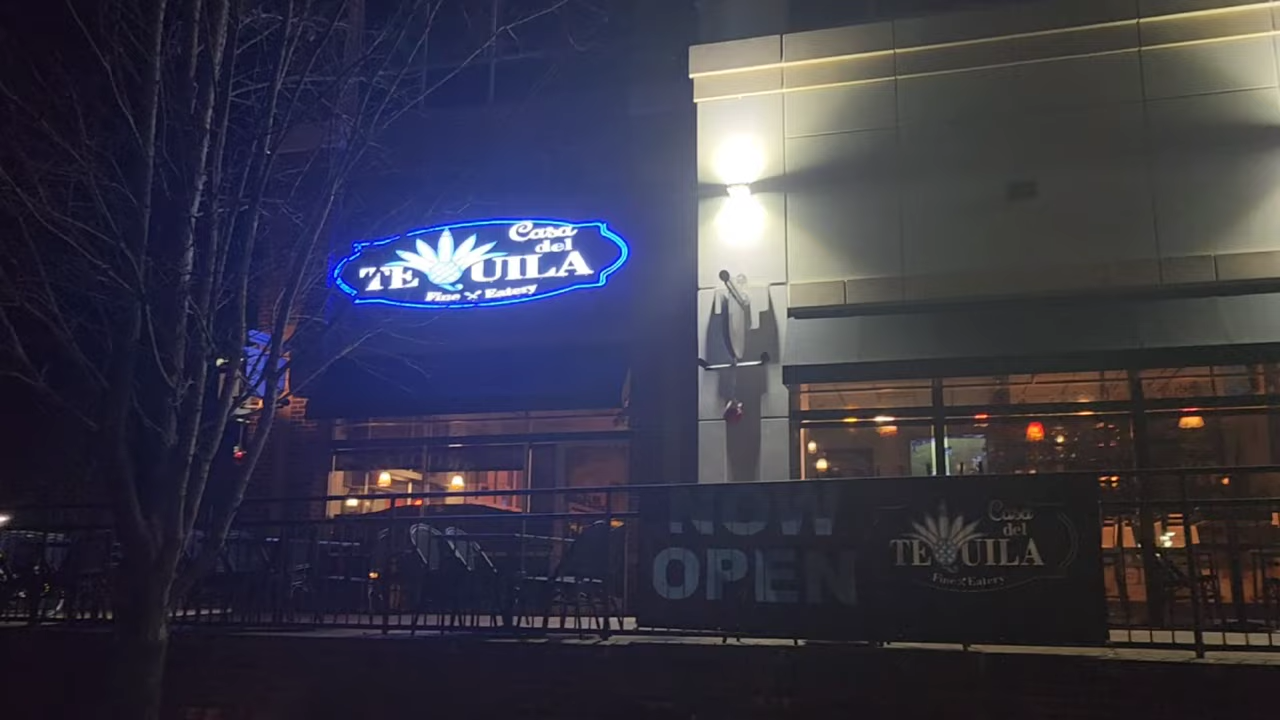 Casa
del
TEQUILA
Fine Eatery
NOW
OPEN
Casa
del
TEQUILA
Fine Eatery